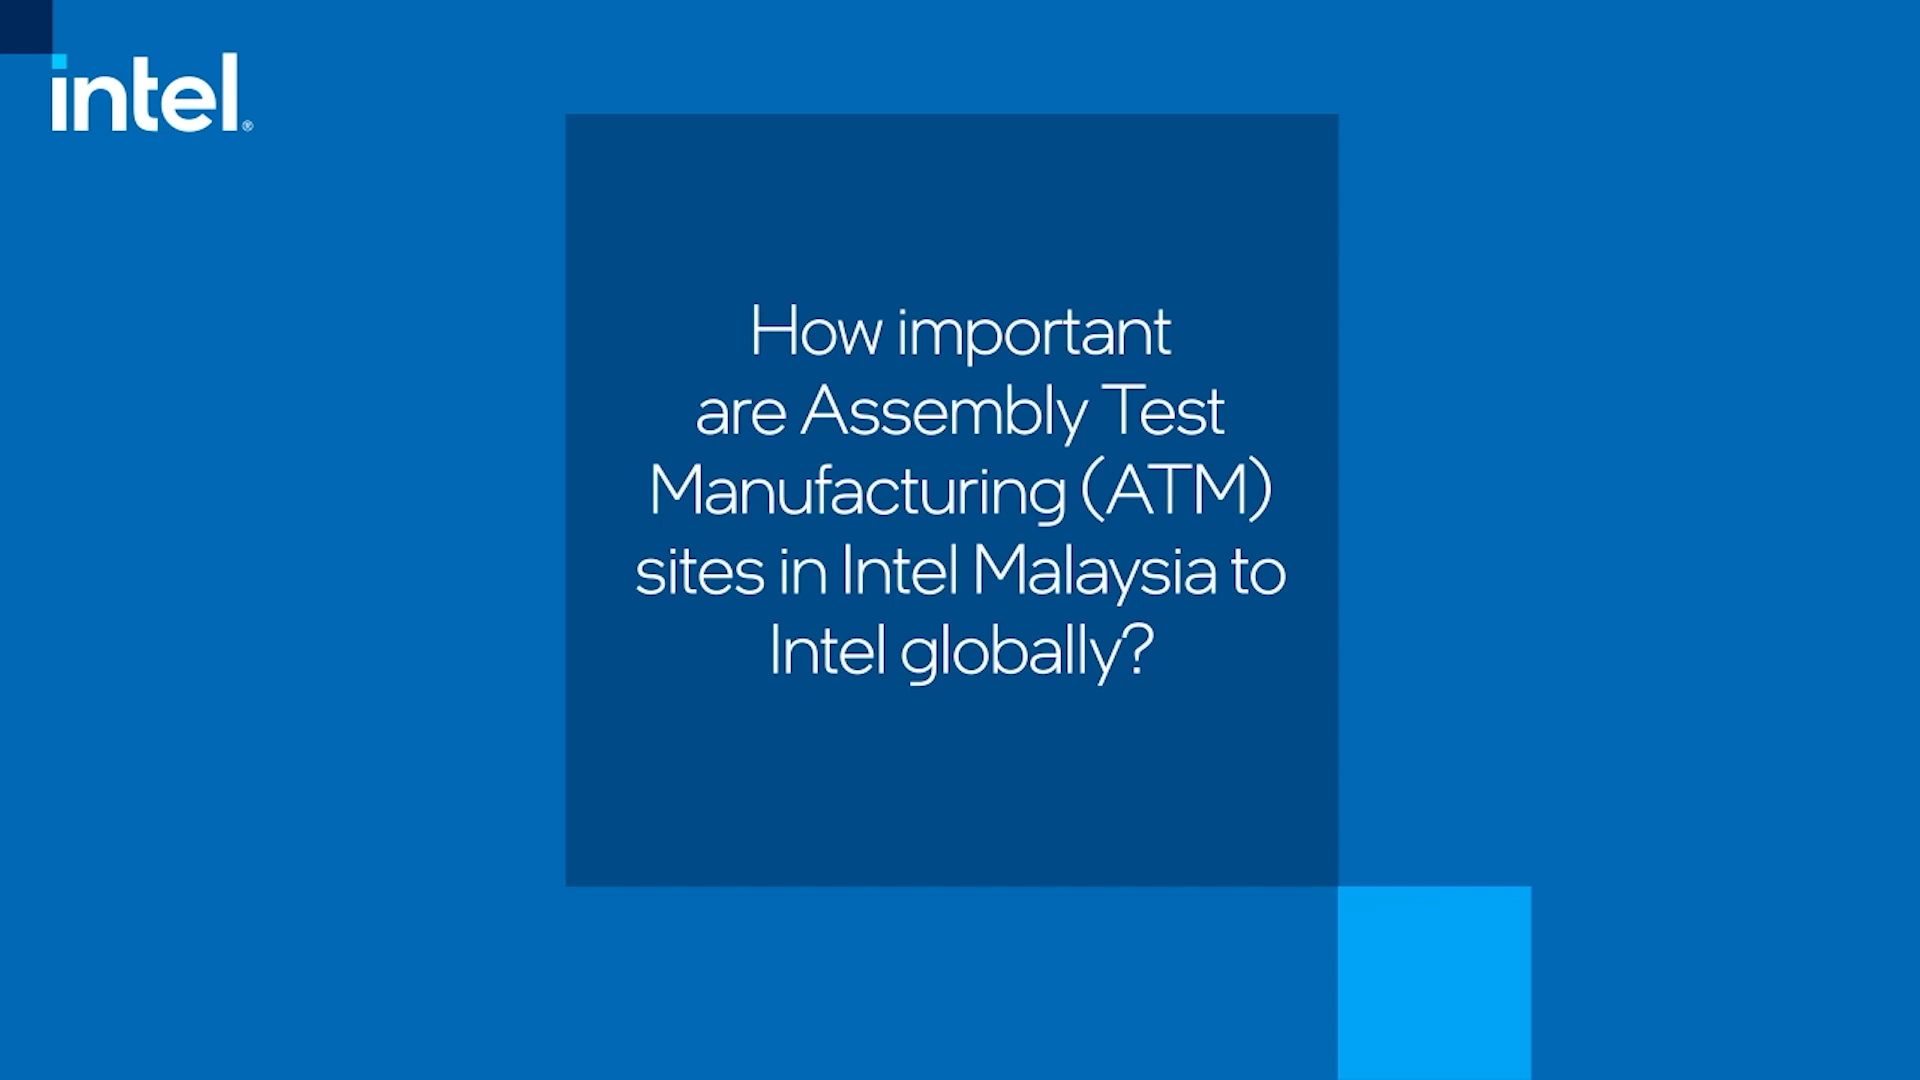 intel®
How important
are Assembly Test
Manufacturing (ATM)
sites in Intel Malaysia to
Intel globally?